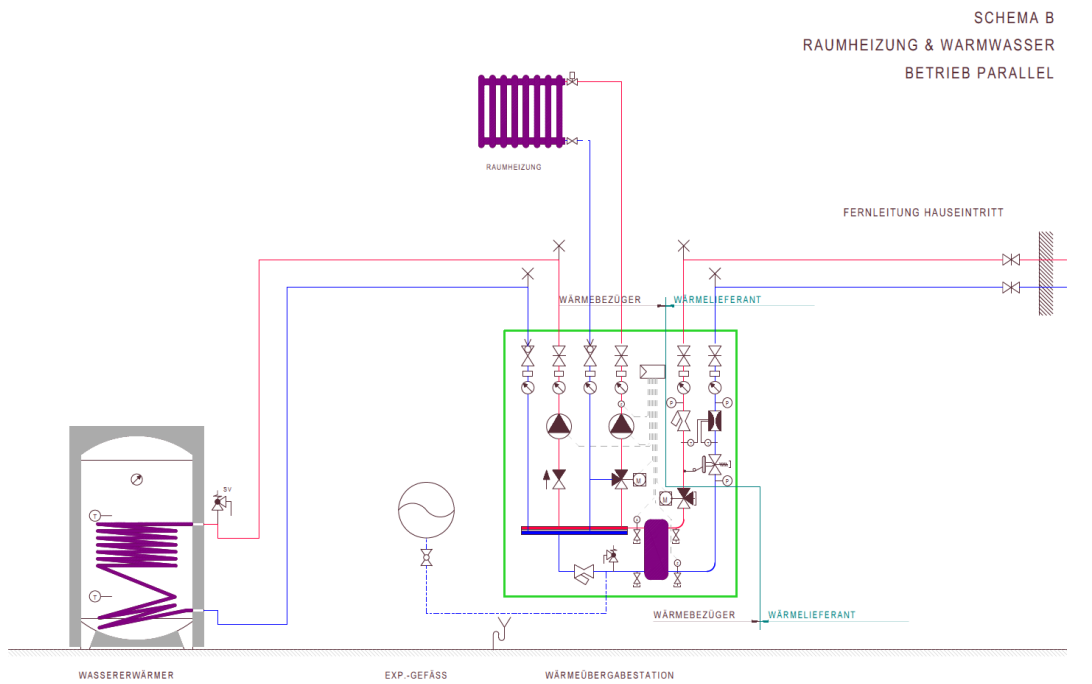 SCHEMA B
RAUMHEIZUNG & WARMWASSER
BETRIEB PARALLEL
RAUMHEIZUNG
FERNLEITUNG HAUSEINTRITT
WÄRMEBEZÜGER WÄRMELIEFERANT
P P
SV
M
T
M
P
T
WÄRMEBEZÜGER WÄRMELIEFERANT
WASSERERWÄRMER EXP.-GEFÄSS WÄRMEÜBERGABESTATION